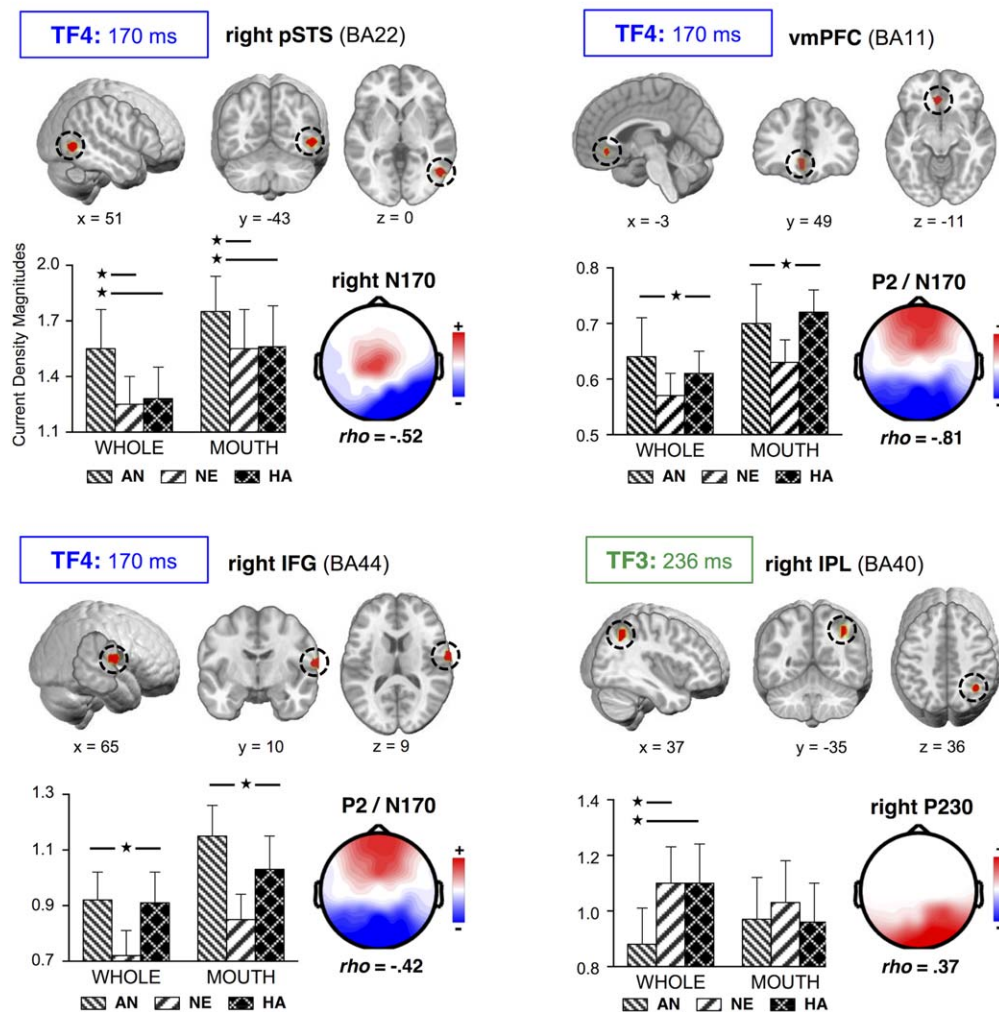 TF4: 170 ms
right pSTS (BA22)
x = 51
y = -43
z = 0
Current Density Magnitudes
2.0
1.7
1.4
1.1
★
★
★
★
WHOLE
MOUTH
AN NE HA
right N170
+
-
rho = -.52
TF4: 170 ms
vmPFC (BA11)
x = -3
y = 49
z = -11
0.8
0.7
0.6
0.5
★
★
WHOLE
MOUTH
AN NE HA
P2 / N170
+
-
rho = -.81
TF4: 170 ms
right IFG (BA44)
x = 65
y = 10
z = 9
1.3
1.1
0.9
0.7
★
★
WHOLE
MOUTH
AN NE HA
P2 / N170
+
-
rho = -.42
TF3: 236 ms
right IPL (BA40)
x = 37
y = -35
z = 36
1.4
1.2
1.0
0.8
★
★
WHOLE
MOUTH
AN NE HA
right P230
rho = .37